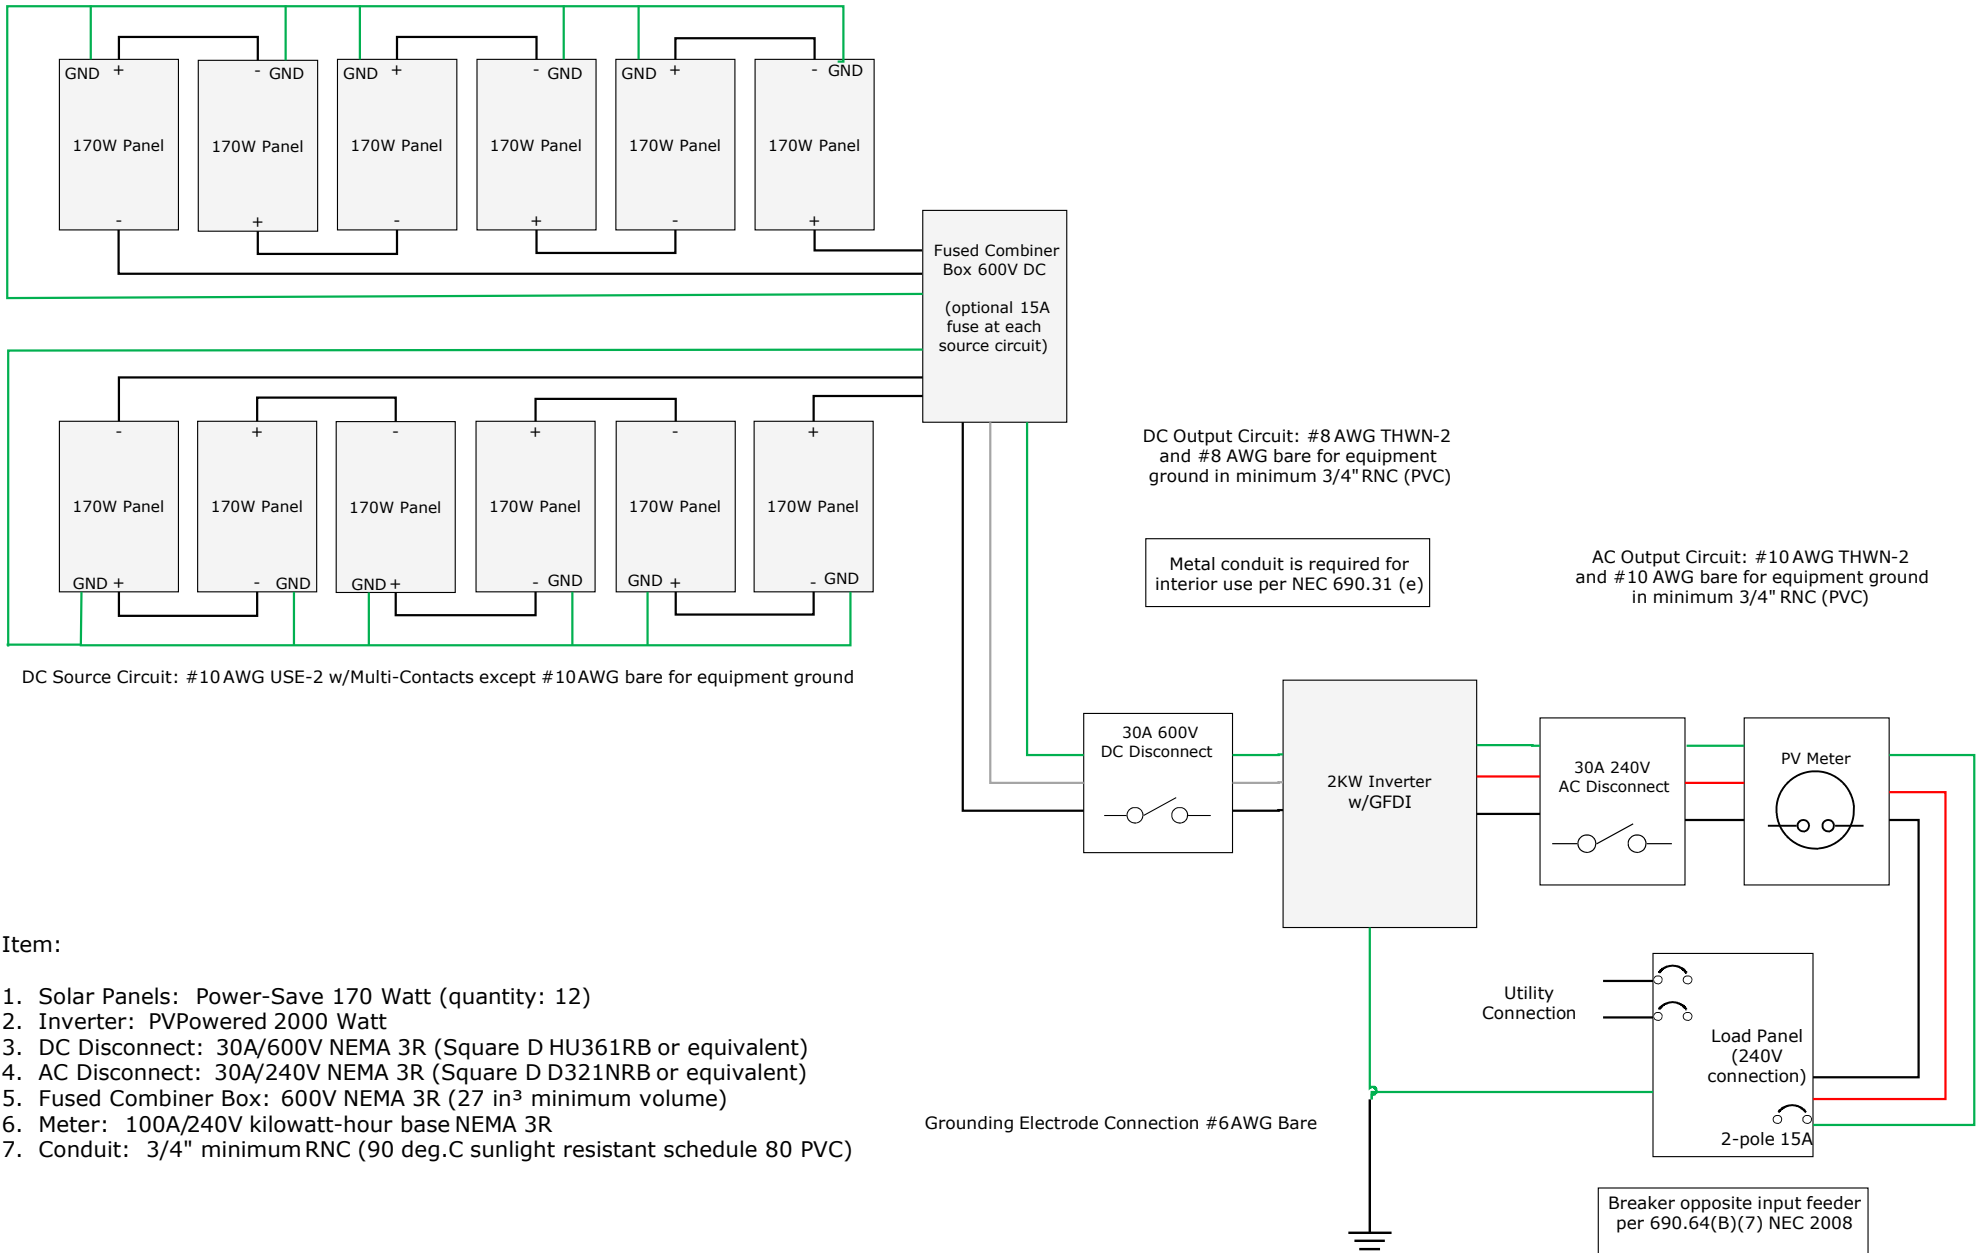 GND + - GND GND + - GND GND + - GND
170W Panel 170W Panel 170W Panel 170W Panel 170W Panel 170W Panel
- + - + - +
Fused Combiner
Box 600V DC
(optional 15A
fuse at each
source circuit)
- + - + - +
170W Panel 170W Panel 170W Panel 170W Panel 170W Panel 170W Panel
GND + - GND GND + - GND GND + - GND
DC Source Circuit: #10 AWG USE-2 w/Multi-Contacts except #10 AWG bare for equipment ground
DC Output Circuit: #8 AWG THWN-2
and #8 AWG bare for equipment
ground in minimum 3/4" RNC (PVC)
Metal conduit is required for
interior use per NEC 690.31 (e)
AC Output Circuit: #10 AWG THWN-2
and #10 AWG bare for equipment ground
in minimum 3/4" RNC (PVC)
30A 600V
DC Disconnect
2KW Inverter
w/GFDI
30A 240V
AC Disconnect
PV Meter
Utility
Connection
Load Panel
(240V
connection)
2-pole 15A
Grounding Electrode Connection #6 AWG Bare
Breaker opposite input feeder
per 690.64(B)(7) NEC 2008
Item:
1. Solar Panels: Power-Save 170 Watt (quantity: 12)
2. Inverter: PVPowered 2000 Watt
3. DC Disconnect: 30A/600V NEMA 3R (Square D HU361RB or equivalent)
4. AC Disconnect: 30A/240V NEMA 3R (Square D D321NRB or equivalent)
5. Fused Combiner Box: 600V NEMA 3R (27 in³ minimum volume)
6. Meter: 100A/240V kilowatt-hour base NEMA 3R
7. Conduit: 3/4" minimum RNC (90 deg.C sunlight resistant schedule 80 PVC)